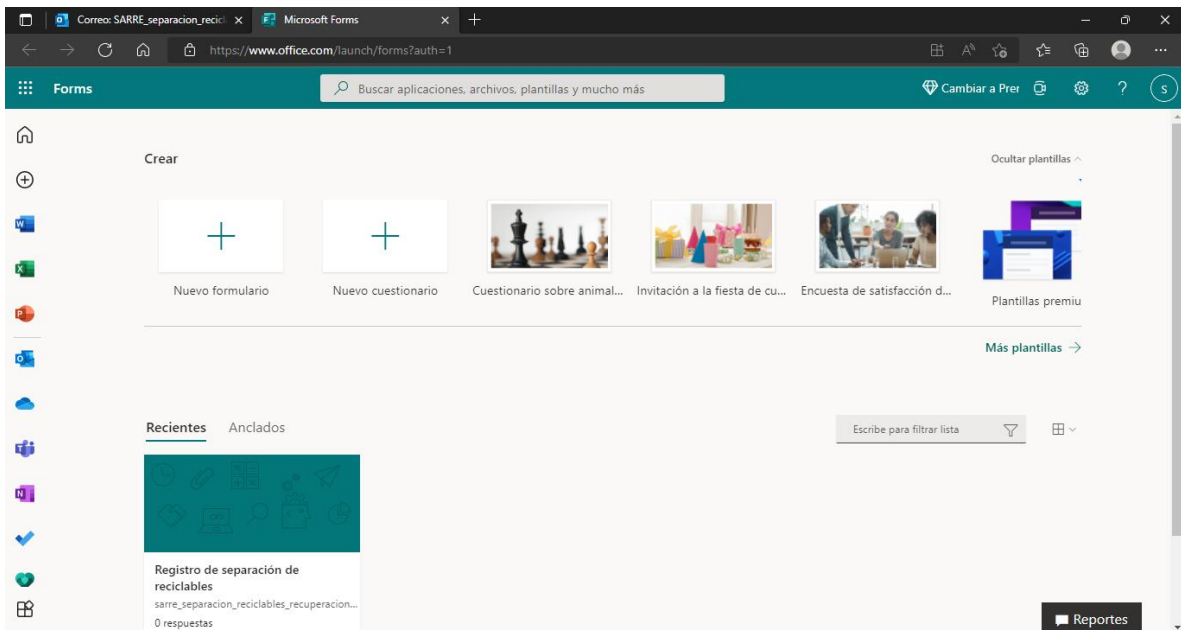 Correo: SARRE_separacion_recicl
Microsoft Forms
https://www.office.com/launch/forms?auth=1
Forms
Buscar aplicaciones, archivos, plantillas y mucho más
Cambiar a Prer
?
s
Crear
Ocultar plantillas
Nuevo formulario
Nuevo cuestionario
Cuestionario sobre animal...
Invitación a la fiesta de cu...
Encuesta de satisfacción d...
Plantillas premiu
Más plantillas →
Recientes
Anclados
Escribe para filtrar lista
Registro de separación de
reciclables
sarre_separacion_reciclables_recuperacion...
0 respuestas
Reportes